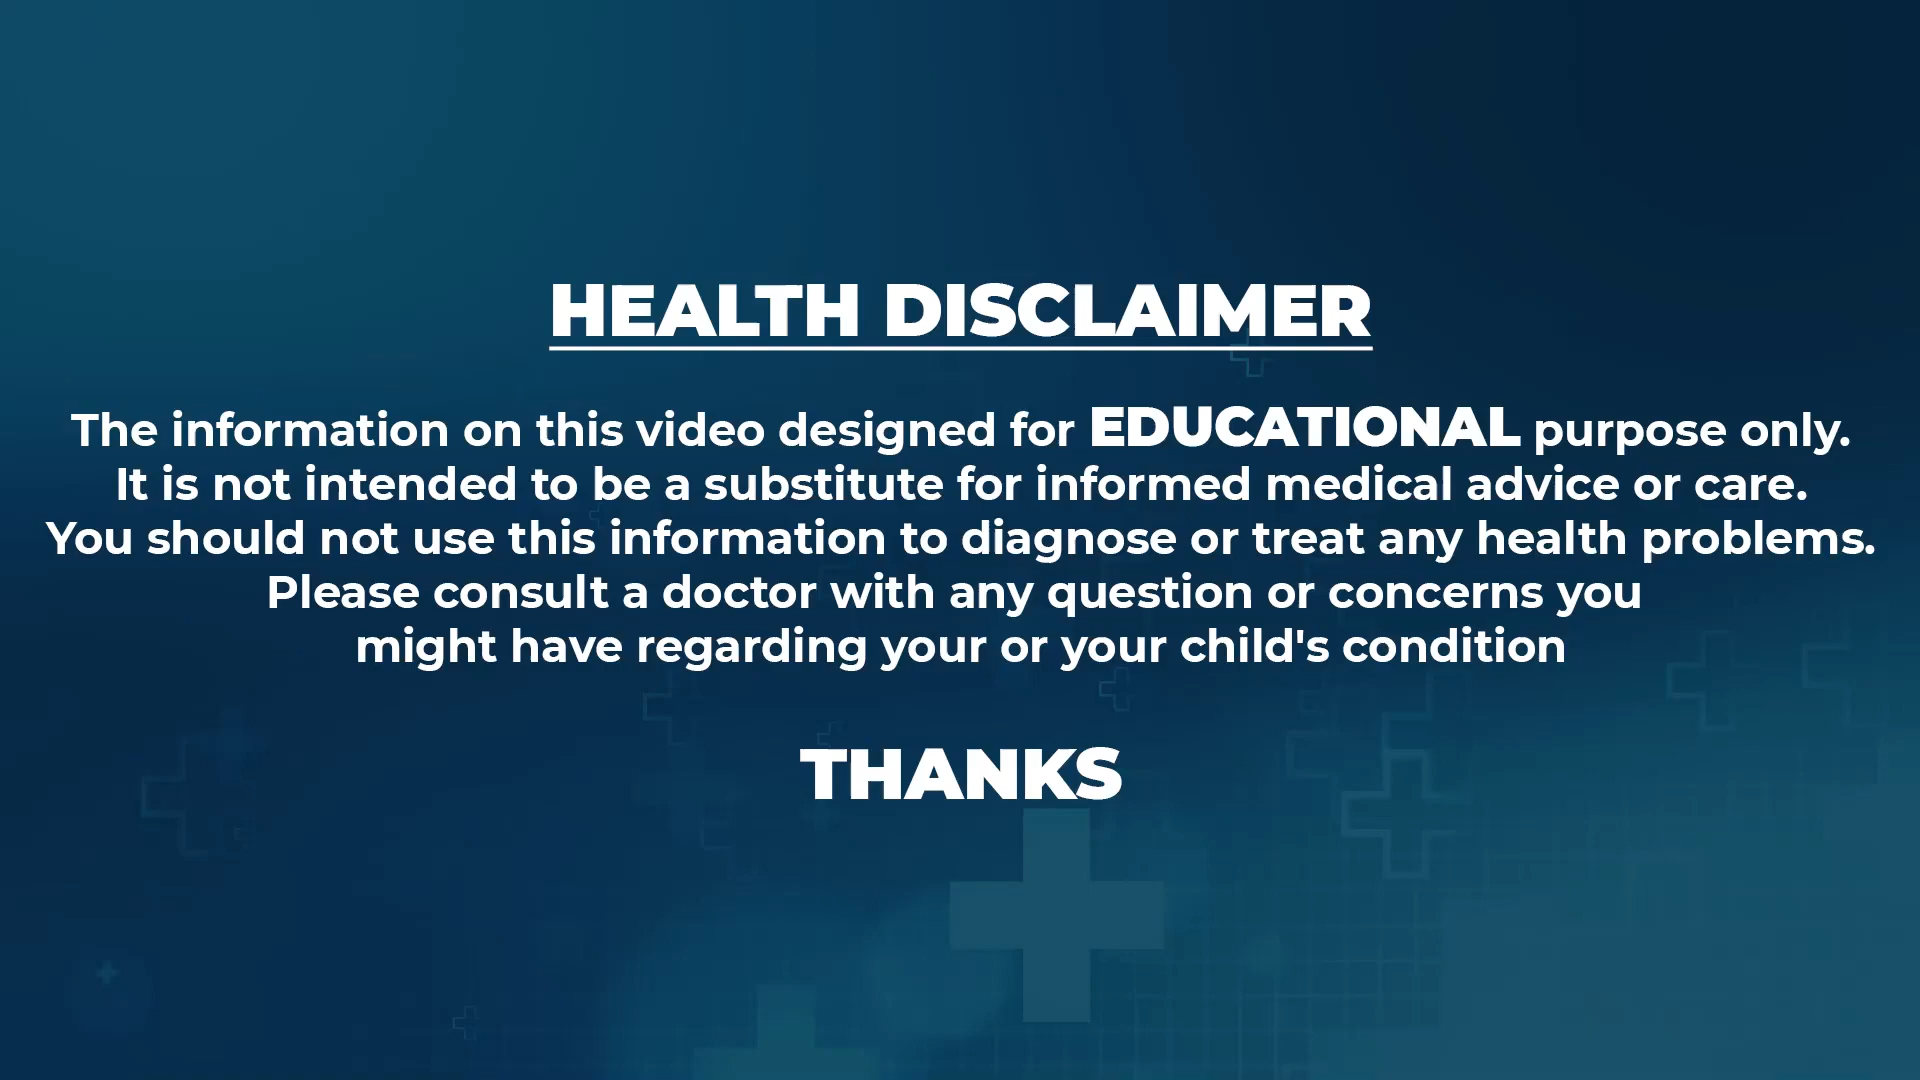 HEALTH DISCLAIMER
The information on this video designed for EDUCATIONAL purpose only.
It is not intended to be a substitute for informed medical advice or care.
You should not use this information to diagnose or treat any health problems.
Please consult a doctor with any question or concerns you
might have regarding your or your child's condition
THANKS